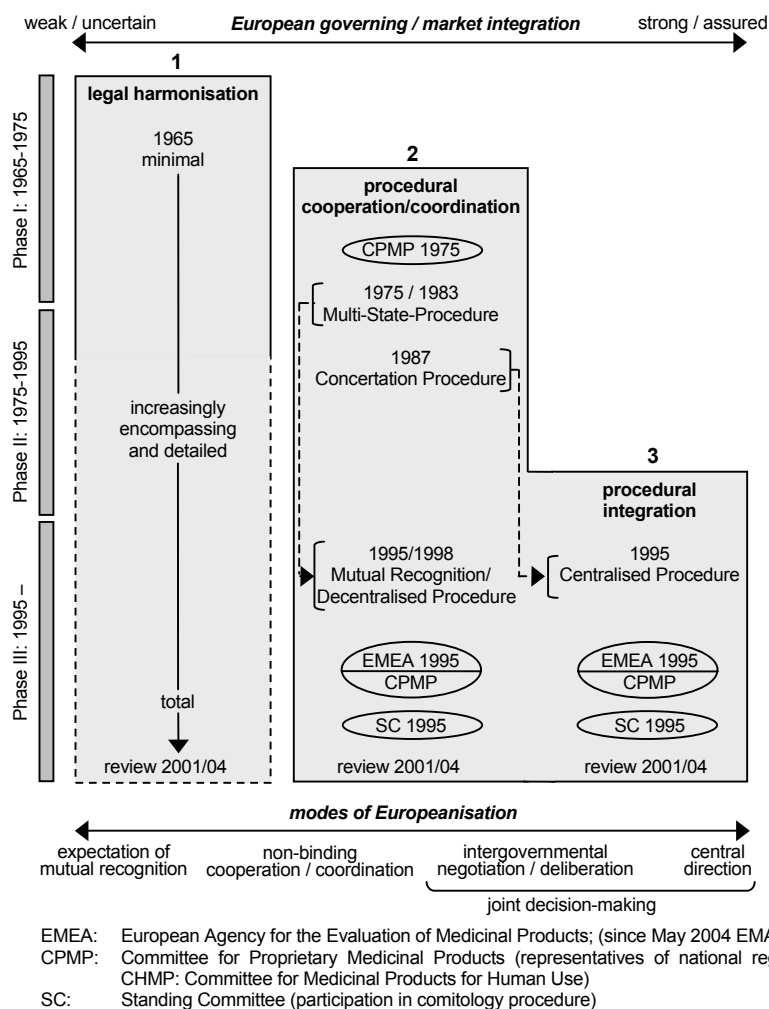 weak / uncertain European governing / market integration strong / assured
1
legal harmonisation
1965
minimal
increasingly
encompassing
and detailed
total
review 2001/04
2
procedural
cooperation/coordination
CPMP 1975
1975 / 1983
Multi-State-Procedure
1987
Concertation Procedure
1995/1998
Mutual Recognition/
Decentralised Procedure
EMEA 1995
CPMP
SC 1995
review 2001/04
3
procedural
integration
1995
Centralised Procedure
EMEA 1995
CPMP
SC 1995
review 2001/04
Phase I: 1965-1975
Phase II: 1975-1995
Phase III: 1995 –
modes of Europeanisation
expectation of
mutual recognition
non-binding
cooperation / coordination
intergovernmental
negotiation / deliberation
central
direction
joint decision-making
EMEA: European Agency for the Evaluation of Medicinal Products; (since May 2004 EMA
CPMP: Committee for Proprietary Medicinal Products (representatives of national reg
CHMP: Committee for Medicinal Products for Human Use)
SC: Standing Committee (participation in comitology procedure)